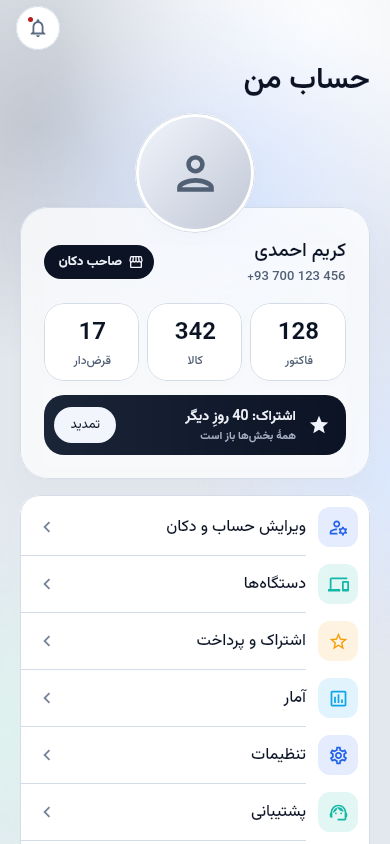 حساب من
کریم احمدی
صاحب دکان
+93 700 123 456
128
342
17
فاکتور
کالا
قرض‌دار
اشتراک: 40 روزِ دیگر
همهٔ بخش‌ها باز است
تمدید
ویرایش حساب و دکان
دستگاه‌ها
اشتراک و پرداخت
آمار
تنظیمات
پشتیبانی